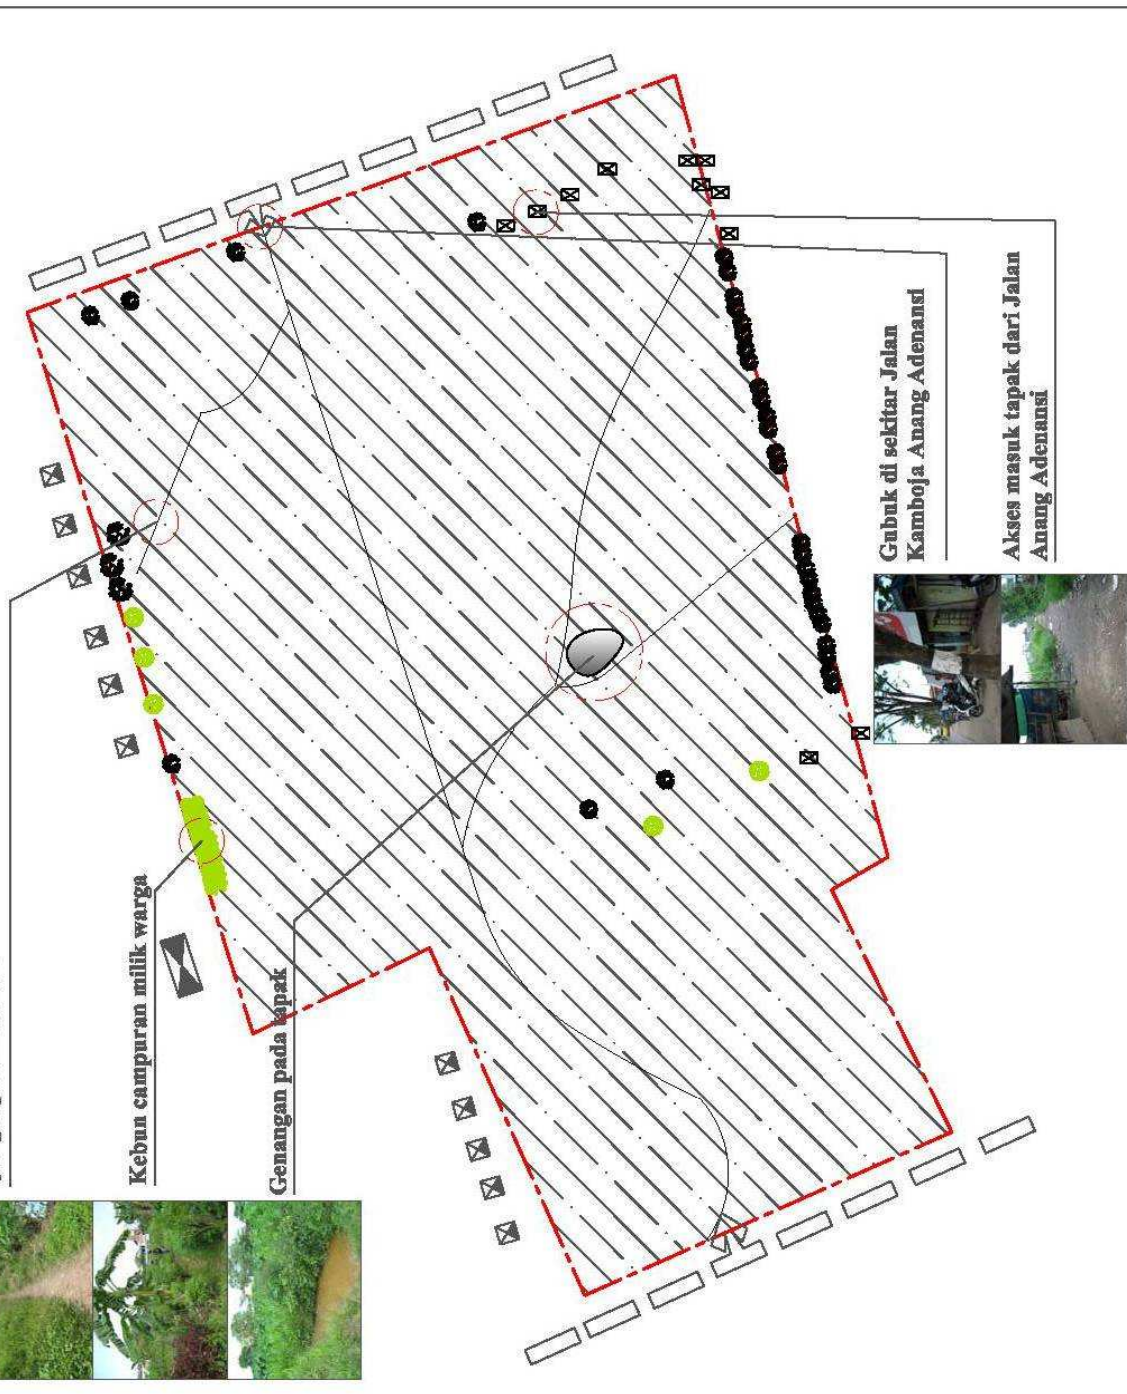 Kebun campuran milik warga
Genangan pada tapak
Gubuk di sekitar Jalan
Kamboja Anang Adenansi
Akses masuk tapak dari Jalan
Anang Adenansi